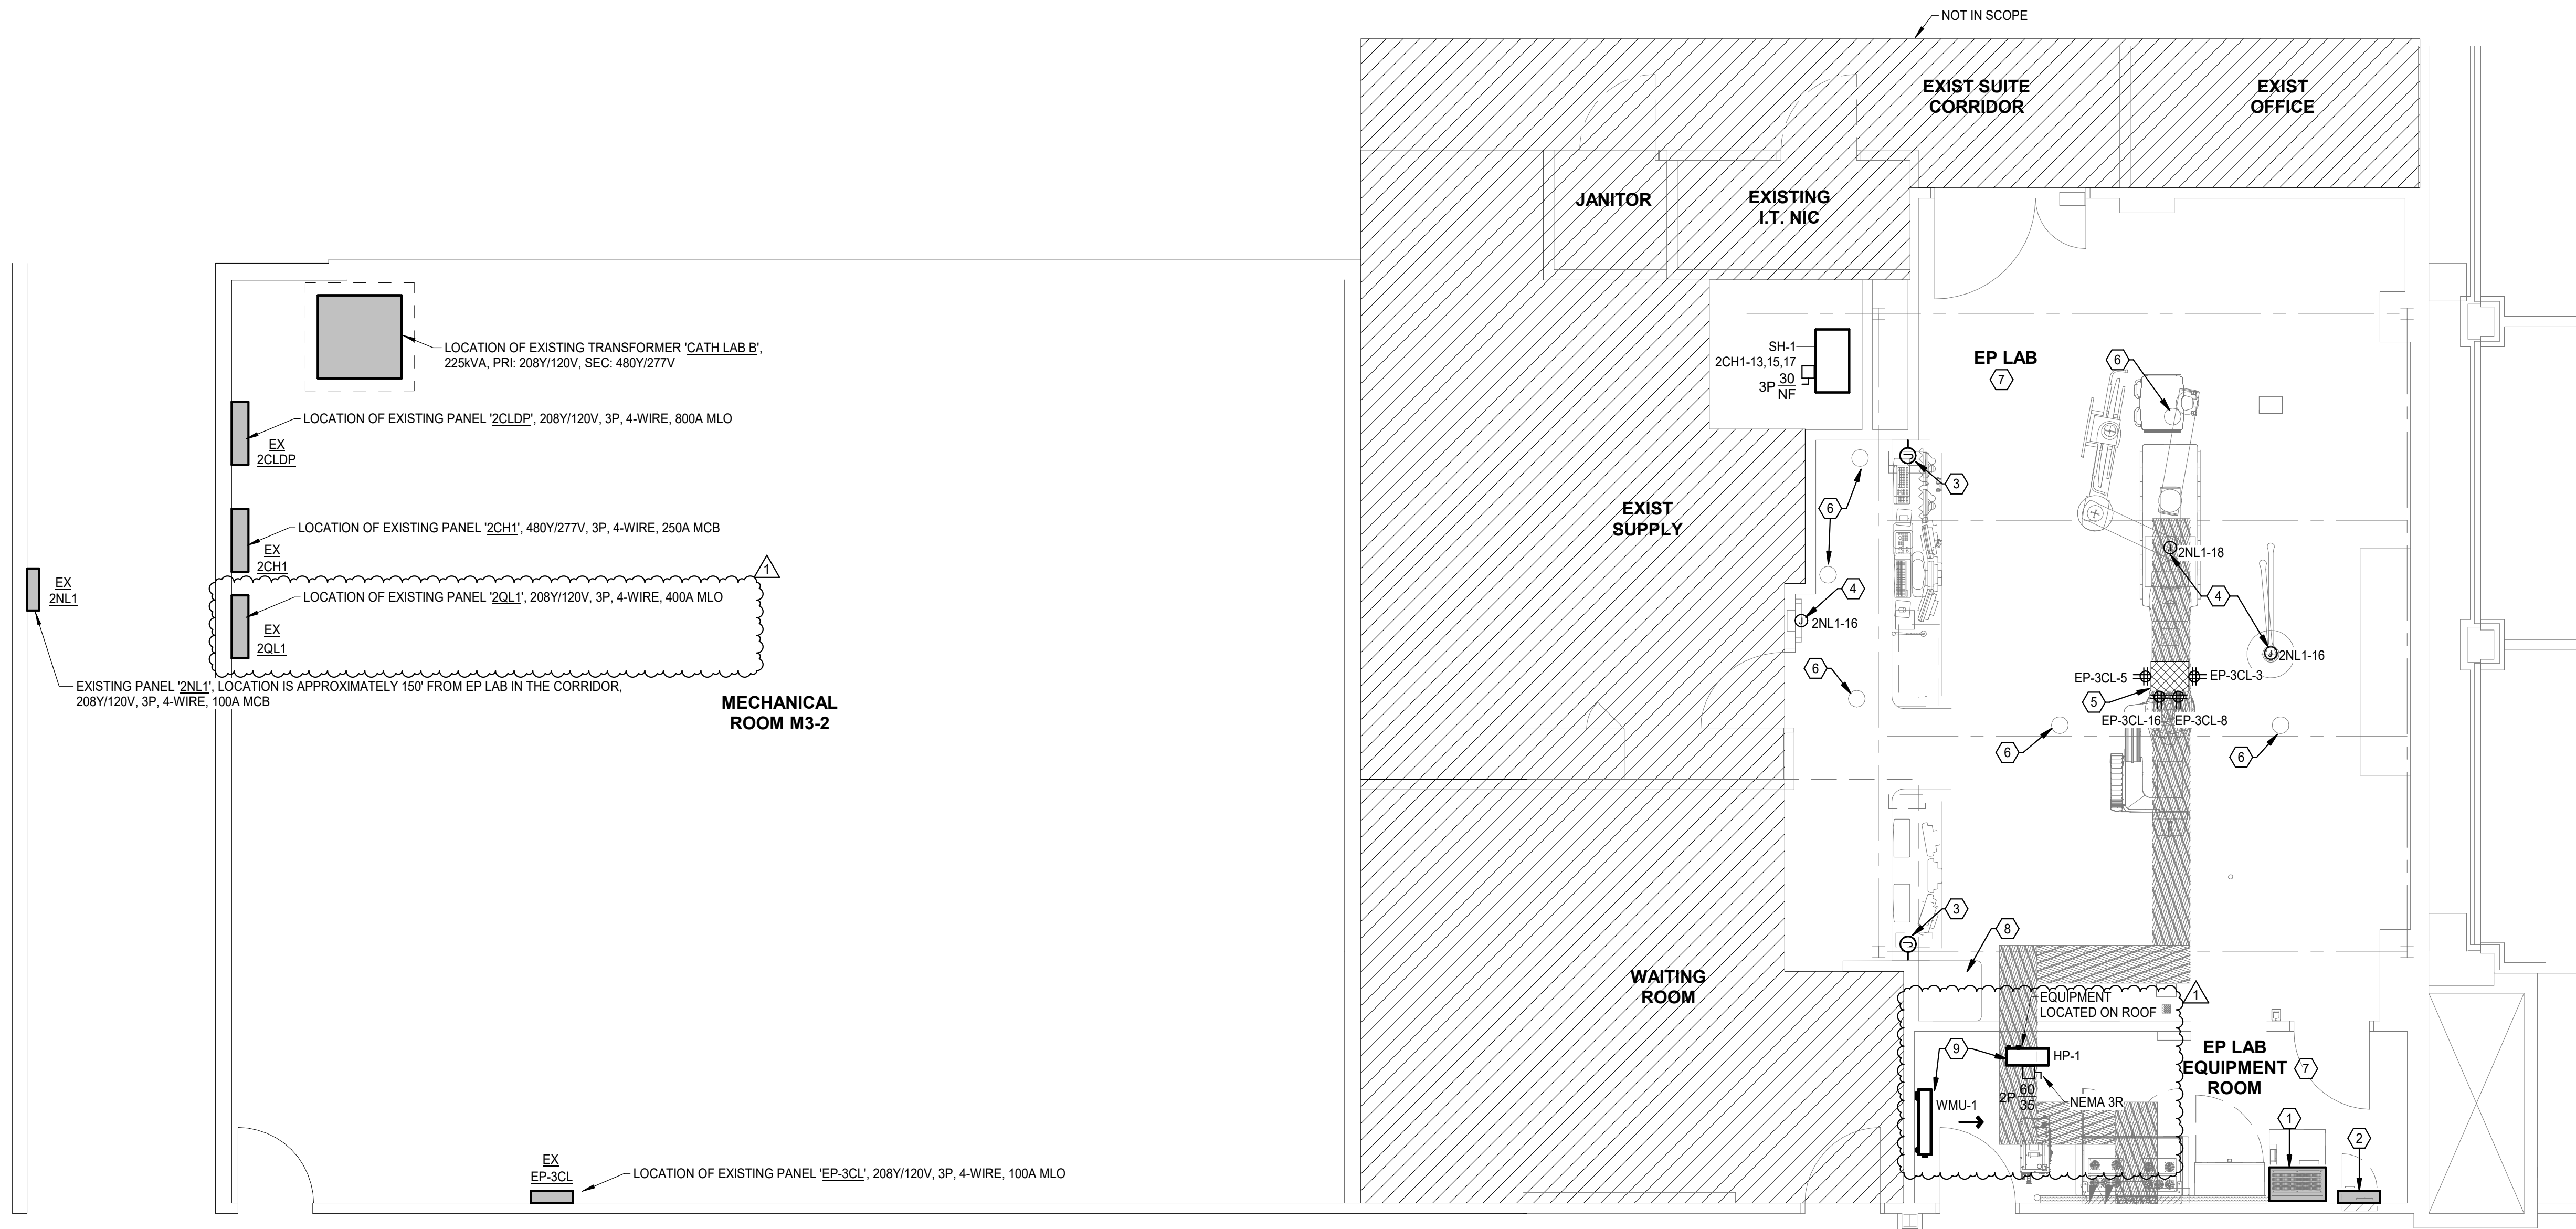 NOT IN SCOPE
EXIST SUITE
CORRIDOR
EXIST
OFFICE
JANITOR
EXISTING
I.T. NIC
LOCATION OF EXISTING TRANSFORMER 'CATH LAB B',
225kVA, PRI: 208Y/120V, SEC: 480Y/277V
SH-1
2CH1-13,15,17
3P 30
NF
EP LAB
7
6
LOCATION OF EXISTING PANEL '2CLDP', 208Y/120V, 3P, 4-WIRE, 800A MLO
EX
2CLDP
3
6
EXIST
SUPPLY
LOCATION OF EXISTING PANEL '2CH1', 480Y/277V, 3P, 4-WIRE, 250A MCB
EX
2CH1
1
J
2NL1-18
EX
2NL1
LOCATION OF EXISTING PANEL '2QL1', 208Y/120V, 3P, 4-WIRE, 400A MLO
EX
2QL1
4
J
2NL1-16
4
J
2NL1-16
6
EP-3CL-5
EP-3CL-3
EXISTING PANEL '2NL1', LOCATION IS APPROXIMATELY 150' FROM EP LAB IN THE CORRIDOR,
208Y/120V, 3P, 4-WIRE, 100A MCB
MECHANICAL
ROOM M3-2
5
EP-3CL-16
EP-3CL-8
6
6
3
J
J
8
WAITING
ROOM
EQUIPMENT
LOCATED ON ROOF
1
9
HP-1
EP LAB
EQUIPMENT
ROOM
7
2P 60
35
NEMA 3R
WMU-1
1
2
EX
EP-3CL
LOCATION OF EXISTING PANEL 'EP-3CL', 208Y/120V, 3P, 4-WIRE, 100A MLO